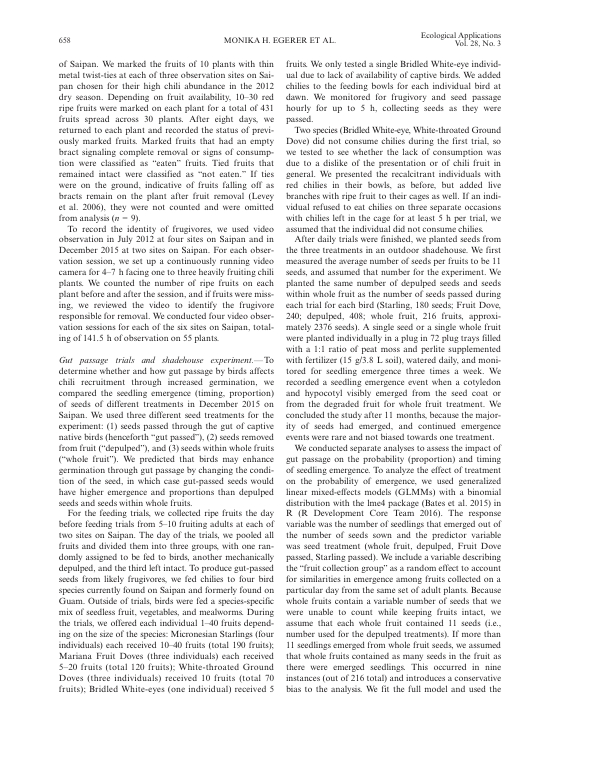 658
MONIKA H. EGERER ET AL.
Ecological Applications
Vol. 28, No. 3
of Saipan. We marked the fruits of 10 plants with thin
metal twist-ties at each of three observation sites on Sai-
pan chosen for their high chili abundance in the 2012
dry season. Depending on fruit availability, 10–30 red
ripe fruits were marked on each plant for a total of 431
fruits spread across 30 plants. After eight days, we
returned to each plant and recorded the status of previ-
ously marked fruits. Marked fruits that had an empty
bract signaling complete removal or signs of consump-
tion were classified as “eaten” fruits. Tied fruits that
remained intact were classified as “not eaten.” If ties
were on the ground, indicative of fruits falling off as
bracts remain on the plant after fruit removal (Levey
et al. 2006), they were not counted and were omitted
from analysis (n = 9).
To record the identity of frugivores, we used video
observation in July 2012 at four sites on Saipan and in
December 2015 at two sites on Saipan. For each obser-
vation session, we set up a continuously running video
camera for 4–7 h facing one to three heavily fruiting chili
plants. We counted the number of ripe fruits on each
plant before and after the session, and if fruits were miss-
ing, we reviewed the video to identify the frugivore
responsible for removal. We conducted four video obser-
vation sessions for each of the six sites on Saipan, total-
ing of 141.5 h of observation on 55 plants.
Gut passage trials and shadehouse experiment.—To
determine whether and how gut passage by birds affects
chili recruitment through increased germination, we
compared the seedling emergence (timing, proportion)
of seeds of different treatments in December 2015 on
Saipan. We used three different seed treatments for the
experiment: (1) seeds passed through the gut of captive
native birds (henceforth “gut passed”), (2) seeds removed
from fruit (“depulped”), and (3) seeds within whole fruits
(“whole fruit”). We predicted that birds may enhance
germination through gut passage by changing the condi-
tion of the seed, in which case gut-passed seeds would
have higher emergence and proportions than depulped
seeds and seeds within whole fruits.
For the feeding trials, we collected ripe fruits the day
before feeding trials from 5–10 fruiting adults at each of
two sites on Saipan. The day of the trials, we pooled all
fruits and divided them into three groups, with one ran-
domly assigned to be fed to birds, another mechanically
depulped, and the third left intact. To produce gut-passed
seeds from likely frugivores, we fed chilies to four bird
species currently found on Saipan and formerly found on
Guam. Outside of trials, birds were fed a species-specific
mix of seedless fruit, vegetables, and mealworms. During
the trials, we offered each individual 1–40 fruits depend-
ing on the size of the species: Micronesian Starlings (four
individuals) each received 10–40 fruits (total 190 fruits);
Mariana Fruit Doves (three individuals) each received
5–20 fruits (total 120 fruits); White-throated Ground
Doves (three individuals) received 10 fruits (total 70
fruits); Bridled White-eyes (one individual) received 5
fruits. We only tested a single Bridled White-eye individ-
ual due to lack of availability of captive birds. We added
chilies to the feeding bowls for each individual bird at
dawn. We monitored for frugivory and seed passage
hourly for up to 5 h, collecting seeds as they were
passed.
Two species (Bridled White-eye, White-throated Ground
Dove) did not consume chilies during the first trial, so
we tested to see whether the lack of consumption was
due to a dislike of the presentation or of chili fruit in
general. We presented the recalcitrant individuals with
red chilies in their bowls, as before, but added live
branches with ripe fruit to their cages as well. If an indi-
vidual refused to eat chilies on three separate occasions
with chilies left in the cage for at least 5 h per trial, we
assumed that the individual did not consume chilies.
After daily trials were finished, we planted seeds from
the three treatments in an outdoor shadehouse. We first
measured the average number of seeds per fruits to be 11
seeds, and assumed that number for the experiment. We
planted the same number of depulped seeds and seeds
within whole fruit as the number of seeds passed during
each trial for each bird (Starling, 180 seeds; Fruit Dove,
240; depulped, 408; whole fruit, 216 fruits, approxi-
mately 2376 seeds). A single seed or a single whole fruit
were planted individually in a plug in 72 plug trays filled
with a 1:1 ratio of peat moss and perlite supplemented
with fertilizer (15 g/3.8 L soil), watered daily, and moni-
tored for seedling emergence three times a week. We
recorded a seedling emergence event when a cotyledon
and hypocotyl visibly emerged from the seed coat or
from the degraded fruit for whole fruit treatment. We
concluded the study after 11 months, because the major-
ity of seeds had emerged, and continued emergence
events were rare and not biased towards one treatment.
We conducted separate analyses to assess the impact of
gut passage on the probability (proportion) and timing
of seedling emergence. To analyze the effect of treatment
on the probability of emergence, we used generalized
linear mixed-effects models (GLMMs) with a binomial
distribution with the lme4 package (Bates et al. 2015) in
R (R Development Core Team 2016). The response
variable was the number of seedlings that emerged out of
the number of seeds sown and the predictor variable
was seed treatment (whole fruit, depulped, Fruit Dove
passed, Starling passed). We include a variable describing
the “fruit collection group” as a random effect to account
for similarities in emergence among fruits collected on a
particular day from the same set of adult plants. Because
whole fruits contain a variable number of seeds that we
were unable to count while keeping fruits intact, we
assume that each whole fruit contained 11 seeds (i.e.,
number used for the depulped treatments). If more than
11 seedlings emerged from whole fruit seeds, we assumed
that whole fruits contained as many seeds in the fruit as
there were emerged seedlings. This occurred in nine
instances (out of 216 total) and introduces a conservative
bias to the analysis. We fit the full model and used the